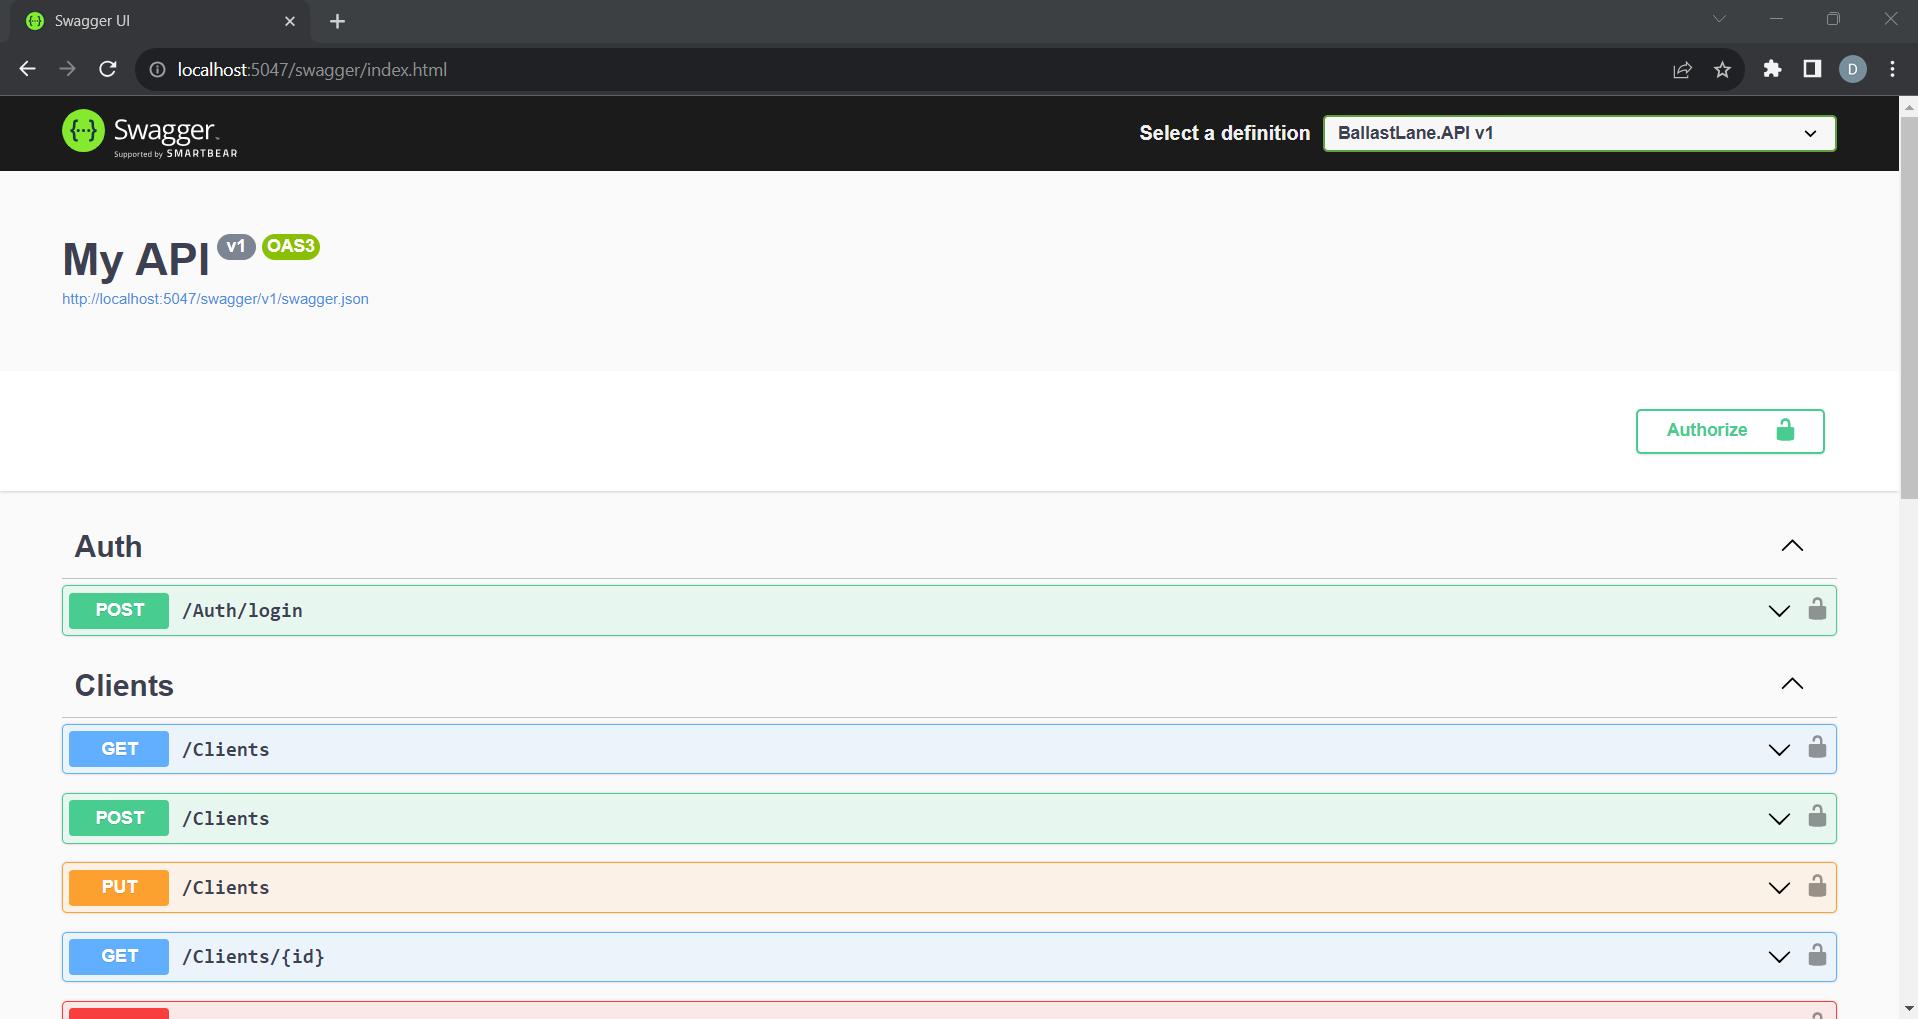 Swagger UI
localhost:5047/swagger/index.html
D
{···} Swagger™
Supported by SMARTBEAR
Select a definition
BallastLane.API v1
My API v1 OAS3
http://localhost:5047/swagger/v1/swagger.json
Authorize
Auth
POST /Auth/login
Clients
GET /Clients
POST /Clients
PUT /Clients
GET /Clients/{id}